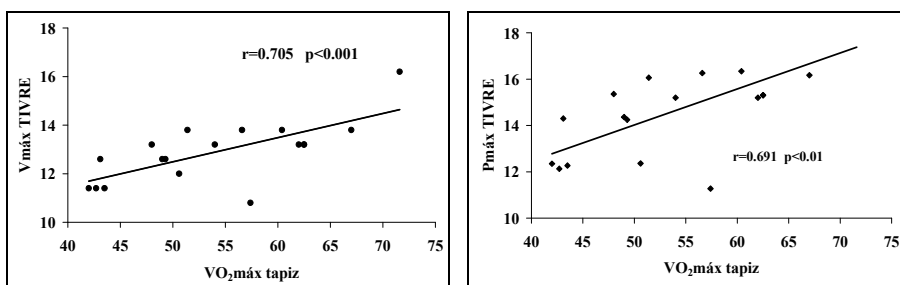 r=0.705 p<0.001
Vmáx TIVRE
16
14
12
10
40 45 50 55 60 65 70 75
VO₂máx tapiz
18
16
14
12
10
Pmáx TIVRE
r=0.691 p<0.01
40 45 50 55 60 65 70 75
VO₂máx tapiz